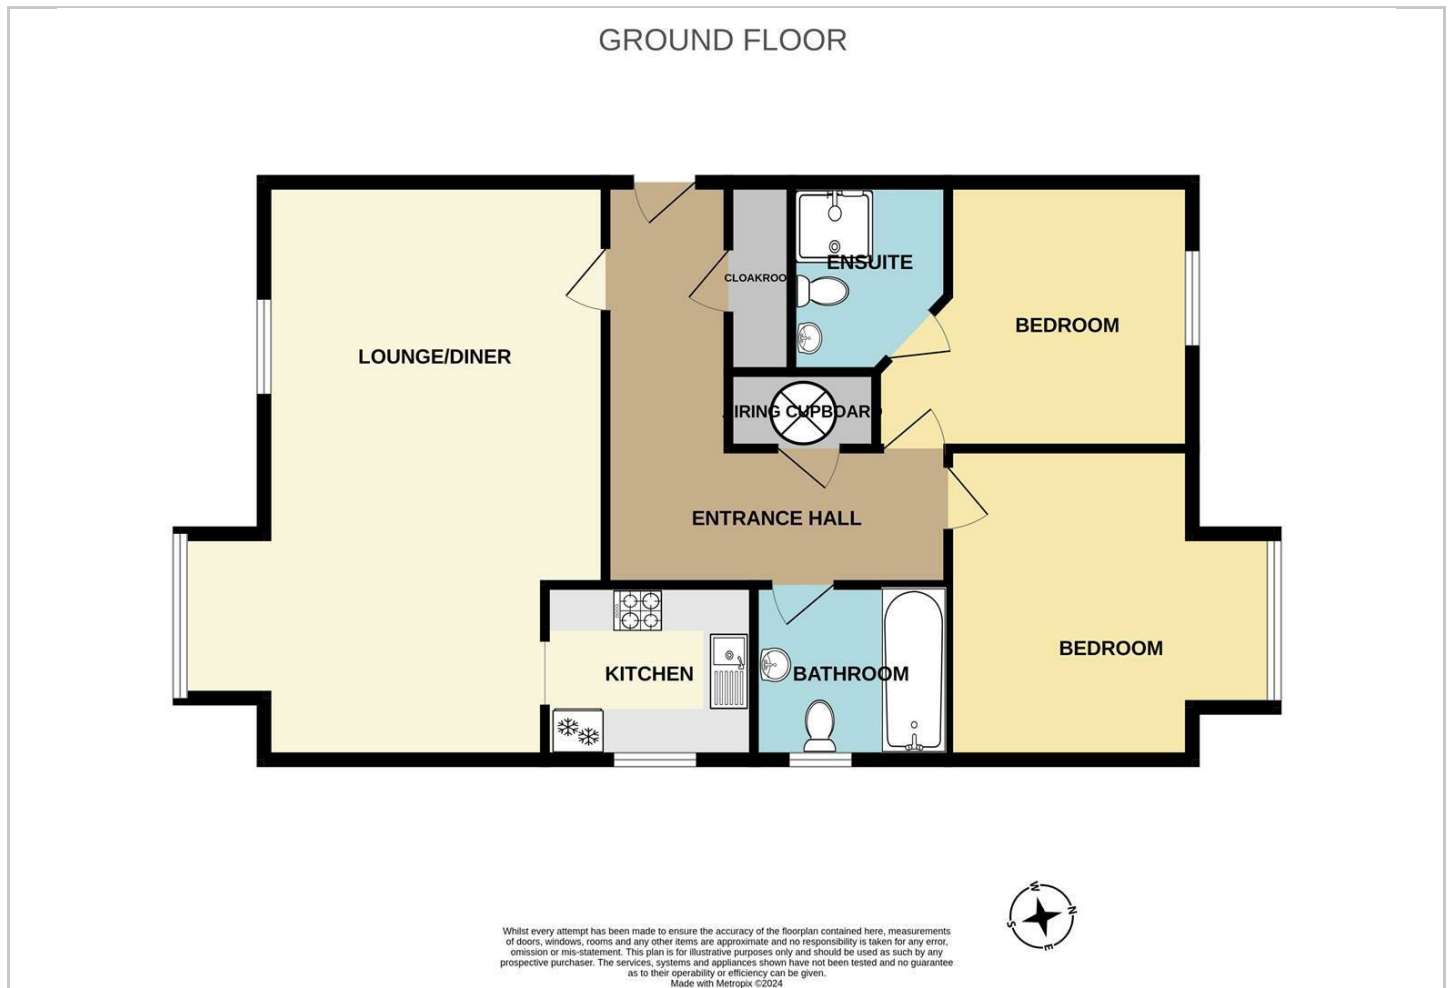 GROUND FLOOR
CLOAKROO
ENSUITE
BEDROOM
LOUNGE/DINER
AIRING CUPBOARD
ENTRANCE HALL
BEDROOM
KITCHEN
BATHROOM
W
N
S
E
Whilst every attempt has been made to ensure the accuracy of the floorplan contained here, measurements
of doors, windows, rooms and any other items are approximate and no responsibility is taken for any error,
omission or mis-statement. This plan is for illustrative purposes only and should be used as such by any
prospective purchaser. The services, systems and appliances shown have not been tested and no guarantee
as to their operability or efficiency can be given.
Made with Metropix ©2024